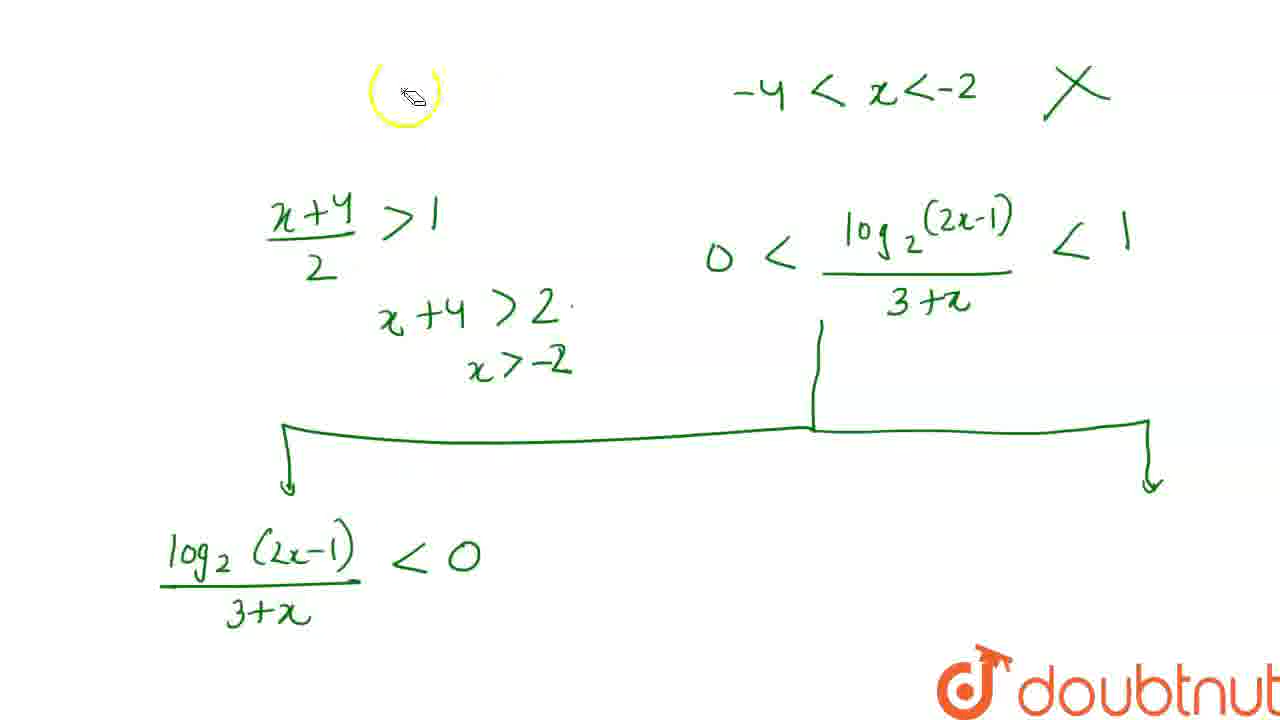 -4 < x < -2
x+4/2 > 1
0 < log₂(2x-1)/3+x < 1
x+4 > 2
x > -2
log₂(2x-1)/3+x < 0
doubtnut